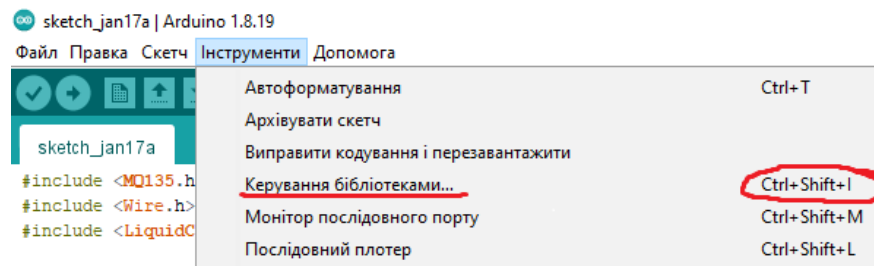 sketch_jan17a | Arduino 1.8.19
Файл Правка Скетч Інструменти Допомога
Автоформатування Ctrl+T
Архівувати скетч
sketch_jan17a
Виправити кодування і перезавантажити
#include <MQ135.h
Керування бібліотеками... Ctrl+Shift+I
#include <Wire.h>
Монітор послідовного порту Ctrl+Shift+M
#include <LiquidC
Послідовний плотер Ctrl+Shift+L